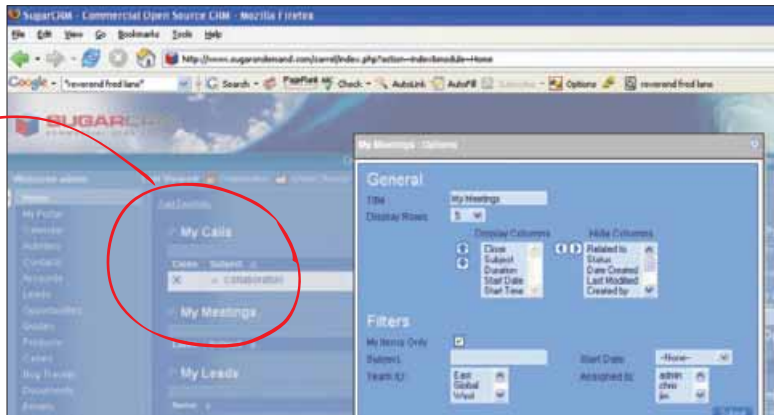 SugarCRM - Commercial Open Source CRM - Mozilla Firefox
File Edit View Go Bookmarks Tools Help
Google - "reverend fred lane" Search PageRank Check AutoLink AutoFill Options reverend fred lane
SUGARCRM
My Meetings : Options
Welcome admin
General
Title My Meetings
Display Rows 5
Display Columns Hide Columns
Close Related to
Subject Status
Duration Date Created
Start Date Last Modified
Start Time Created by
Home
My Portal
Calendar
Activities
Contacts
Accounts
Leads
Opportunities
Quotes
Products
Cases
Bug Tracker
Documents
My Calls
Close Subject
Collaboration
My Meetings
Close Subject
My Leads
Name
Filters
My Items Only
Subject Start Date -None-
Team ID: East Assigned to admin
Global chris
West jim